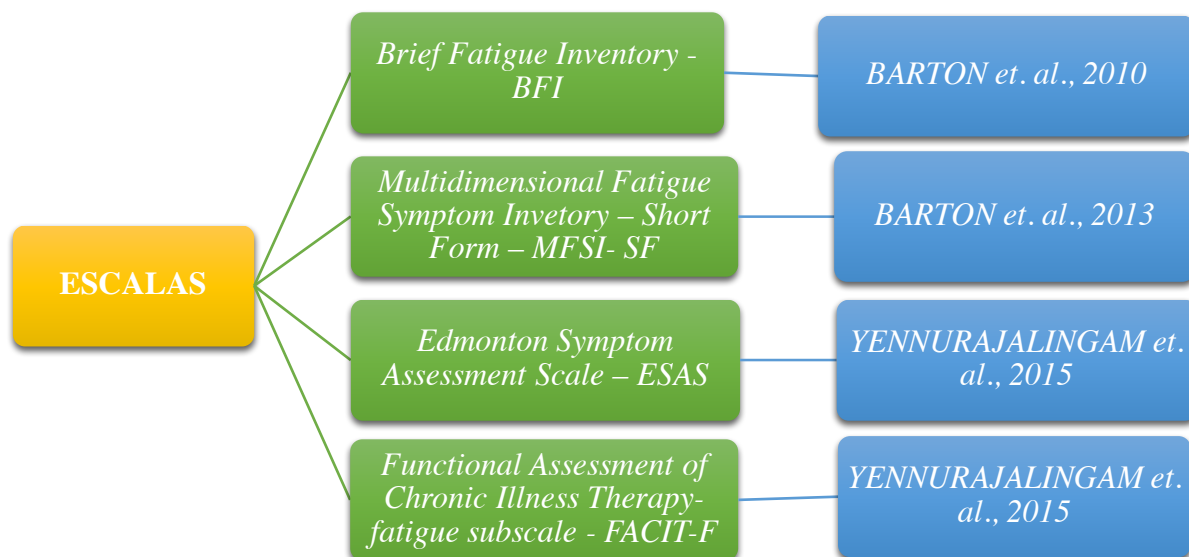 Brief Fatigue Inventory -
BFI
BARTON et. al., 2010
Multidimensional Fatigue
Symptom Invetory – Short
Form – MFSI- SF
BARTON et. al., 2013
ESCALAS
Edmonton Symptom
Assessment Scale – ESAS
YENNURAJALINGAM et.
al., 2015
Functional Assessment of
Chronic Illness Therapy-
fatigue subscale - FACIT-F
YENNURAJALINGAM et.
al., 2015